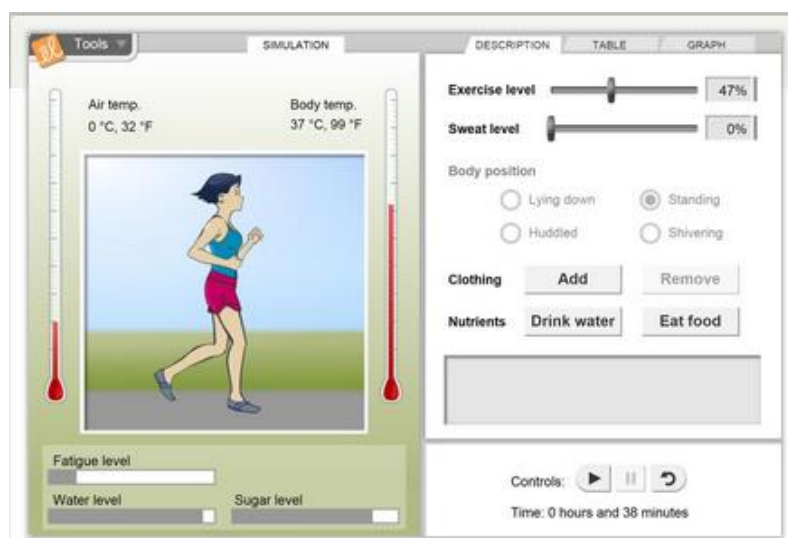 el
Tools
SIMULATION
Air temp.
0 °C, 32 °F
Body temp.
37 °C, 99 °F
Fatigue level
Water level
Sugar level
DESCRIPTION
TABLE
GRAPH
Exercise level
47%
Sweat level
0%
Body position
Lying down
Standing
Huddled
Shivering
Clothing
Add
Remove
Nutrients
Drink water
Eat food
Controls:
Time: 0 hours and 38 minutes